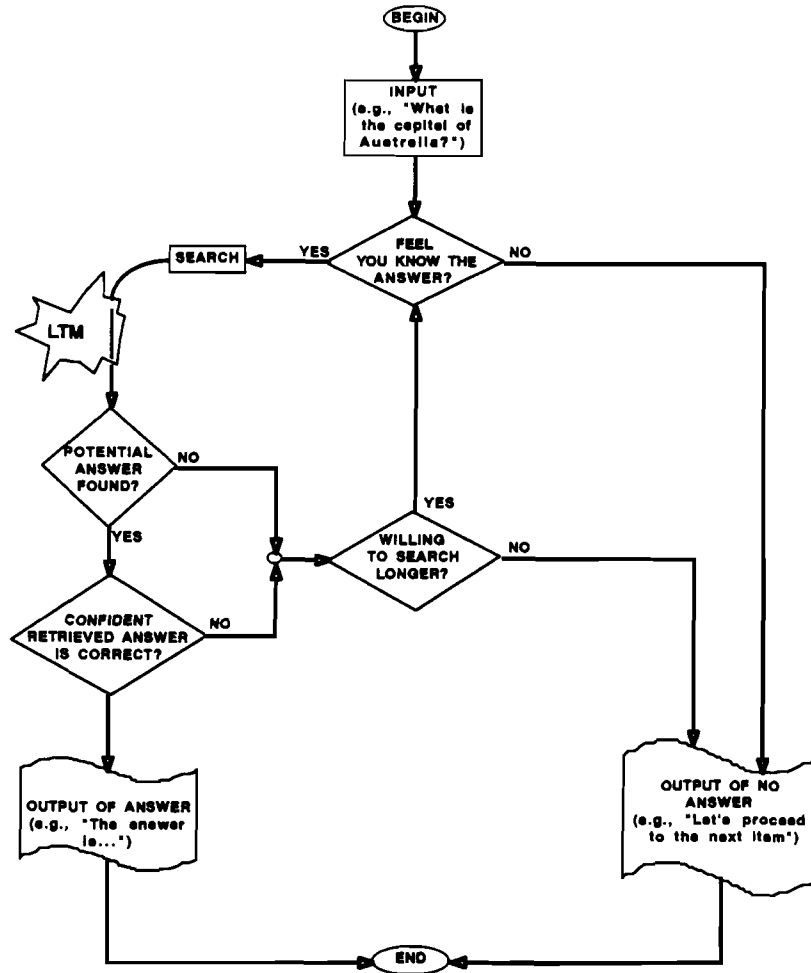 BEGIN
INPUT
(e.g., "What is
the capital of
Australia?")
FEEL
YOU KNOW THE
ANSWER?
YES
NO
SEARCH
LTM
POTENTIAL
ANSWER
FOUND?
NO
YES
YES
WILLING
TO SEARCH
LONGER?
NO
CONFIDENT
RETRIEVED ANSWER
IS CORRECT?
NO
OUTPUT OF ANSWER
(e.g., "The answer
is...")
OUTPUT OF NO
ANSWER
(e.g., "Let's proceed
to the next item")
END